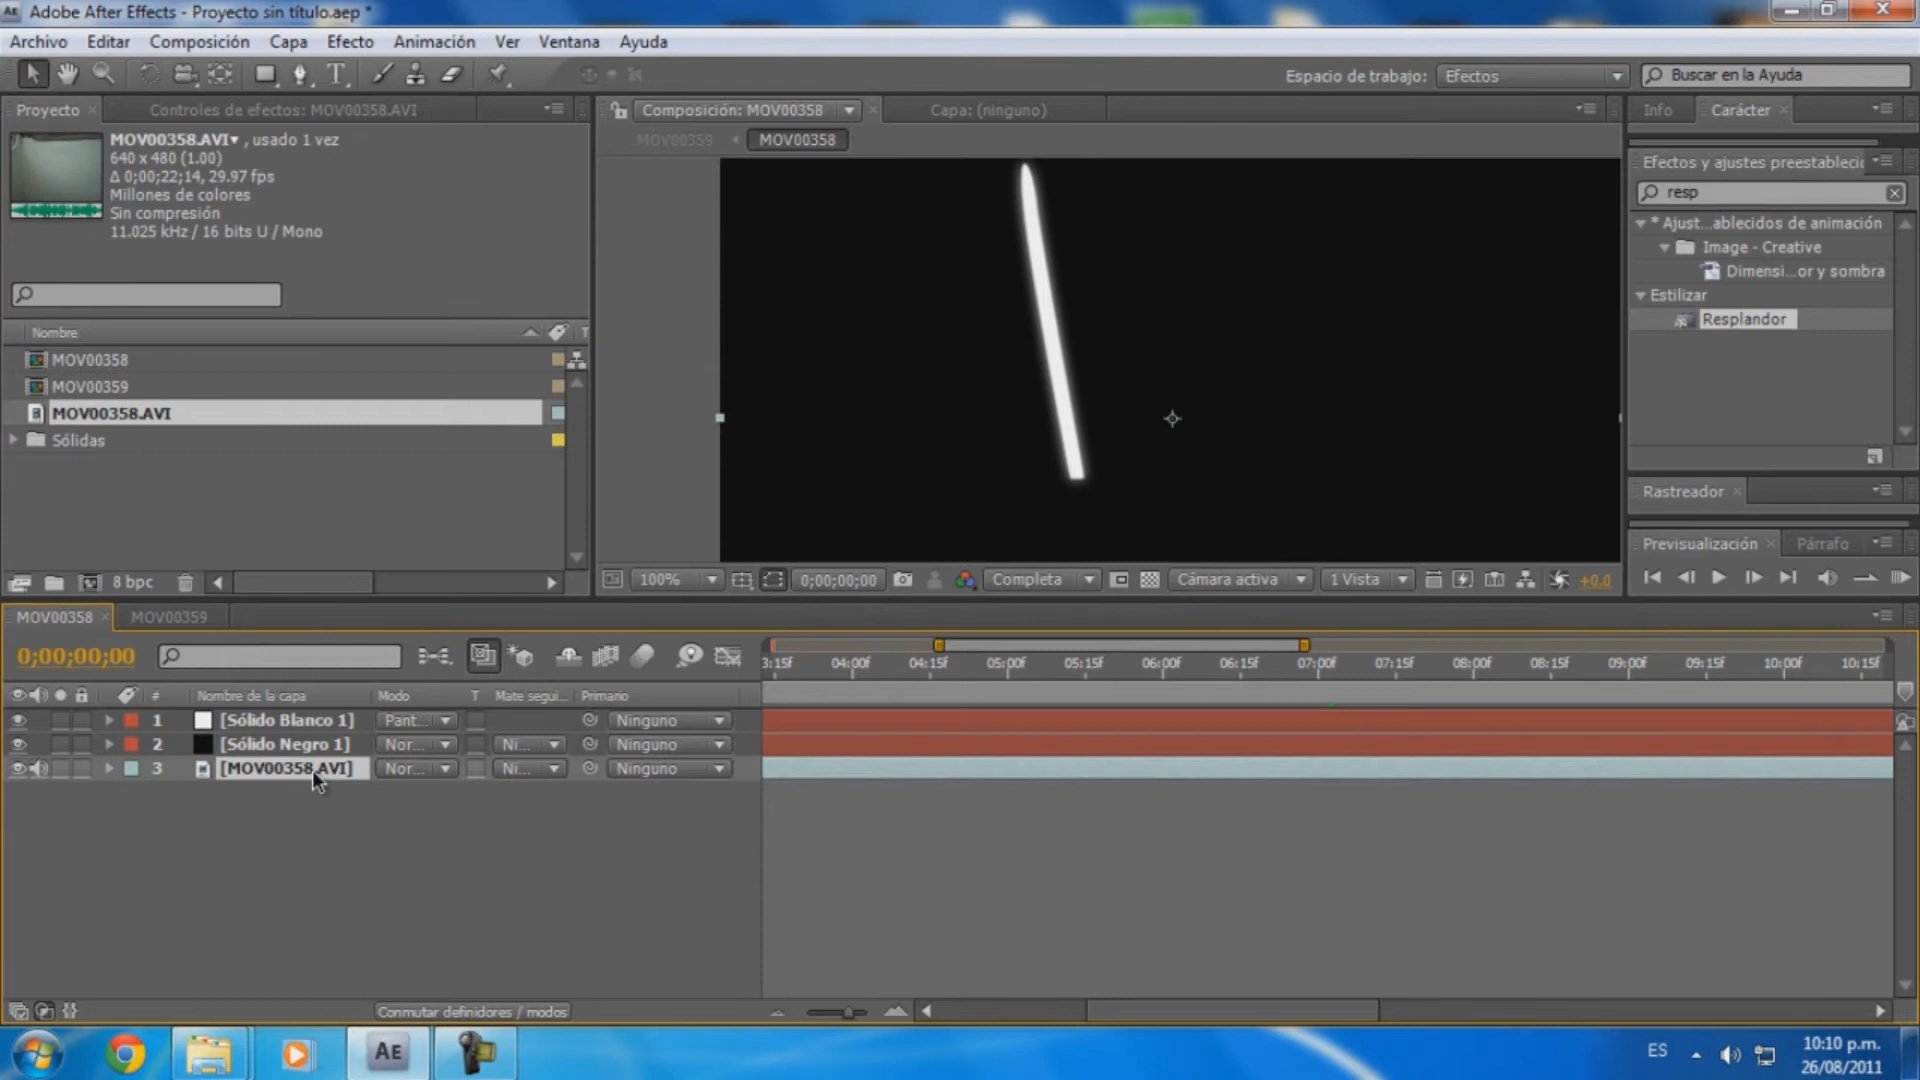 Adobe After Effects - Proyecto sin título.aep *
Archivo Editar Composición Capa Efecto Animación Ver Ventana Ayuda
Espacio de trabajo: Efectos Buscar en la Ayuda
Proyecto Controles de efectos: MOV00358.AVI Composición: MOV00358 Capa: (ninguno) Info Carácter
MOV00358.AVI , usado 1 vez
640 x 480 (1.00)
Δ 0;00;22;14, 29.97 fps
Millones de colores
Sin compresión
11.025 kHz / 16 bits U / Mono
MOV00359 MOV00358
Efectos y ajustes preestableci
resp
* Ajust...ablecidos de animación
Image - Creative
Dimensi...or y sombra
Estilizar
Resplandor
Nombre T
MOV00358
MOV00359
MOV00358.AVI
Sólidas
Rastreador
Previsualización Párrafo
8 bpc
100% 0;00;00;00 Completa Cámara activa 1 Vista +0.0
MOV00358 MOV00359
0;00;00;00
3:15f 04:00f 04:15f 05:00f 05:15f 06:00f 06:15f 07:00f 07:15f 08:00f 08:15f 09:00f 09:15f 10:00f 10:15f
# Nombre de la capa Modo T Mate segui... Primario
1 [Sólido Blanco 1] Pant... Ninguno
2 [Sólido Negro 1] Nor... Ni... Ninguno
3 [MOV00358.AVI] Nor... Ni... Ninguno
Conmutar definidores / modos
AE
ES
10:10 p.m.
26/08/2011